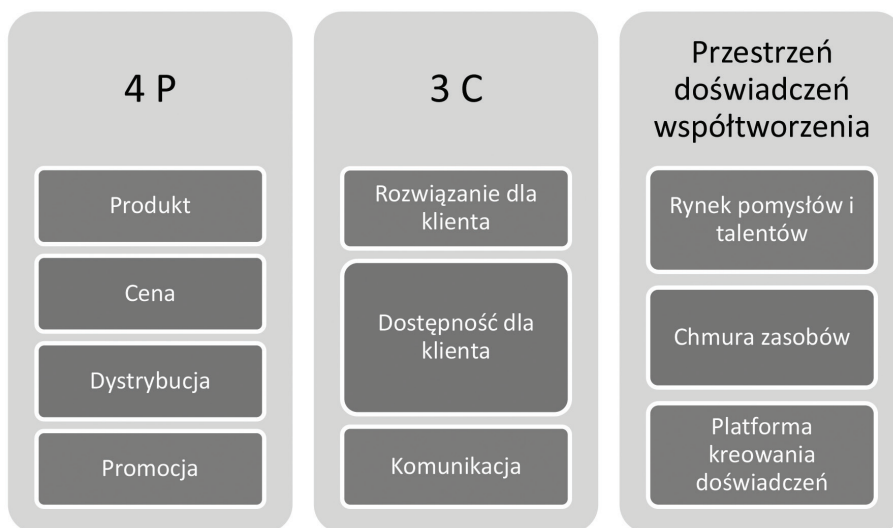 4 P
Produkt
Cena
Dystrybucja
Promocja
3 C
Rozwiązanie dla
klienta
Dostępność dla
klienta
Komunikacja
Przestrzeń
doświadczeń
współtworzenia
Rynek pomysłów i
talentów
Chmura zasobów
Platforma
kreowania
doświadczeń